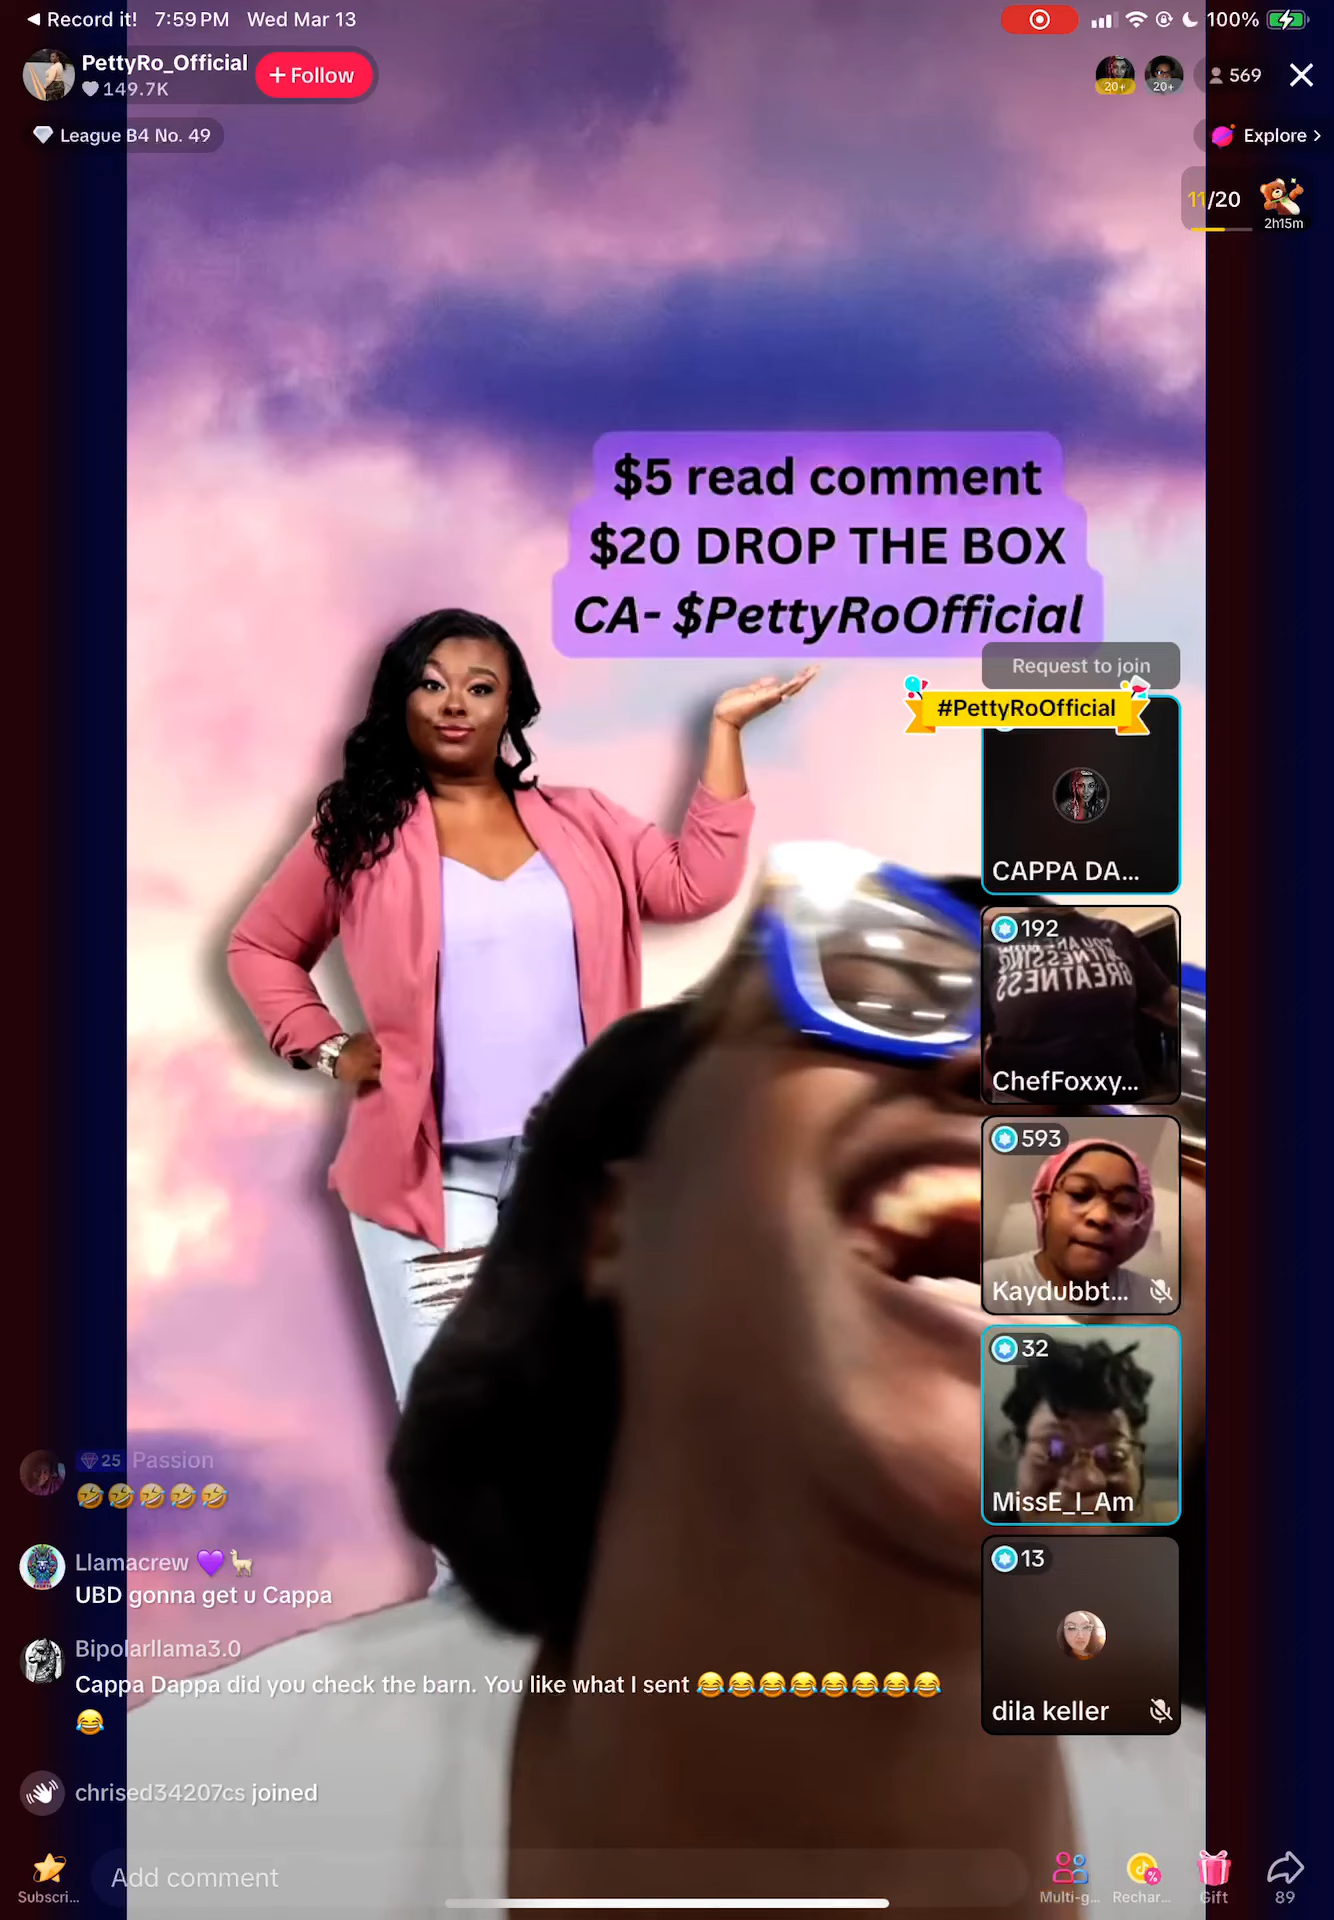 Record it! 7:59 PM Wed Mar 13
100%
PettyRo_Official
149.7K
+ Follow
20+
20+
569
League B4 No. 49
Explore >
11/20
2h15m
$5 read comment
$20 DROP THE BOX
CA- $PettyRoOfficial
Request to join
#PettyRoOfficial
CAPPA DA...
192
YOU ARE
WITNESSING
GREATNESS
ChefFoxxy...
593
Kaydubbt...
32
MissE_I_Am
13
dila keller
25 Passion
🤣🤣🤣🤣🤣
Llamacrew 💜🦙
UBD gonna get u Cappa
Bipolarllama3.0
Cappa Dappa did you check the barn. You like what I sent 😂😂😂😂😂😂😂😂
😂
chrised34207cs joined
Add comment
Subscri...
Multi-g...
Rechar...
Gift
89